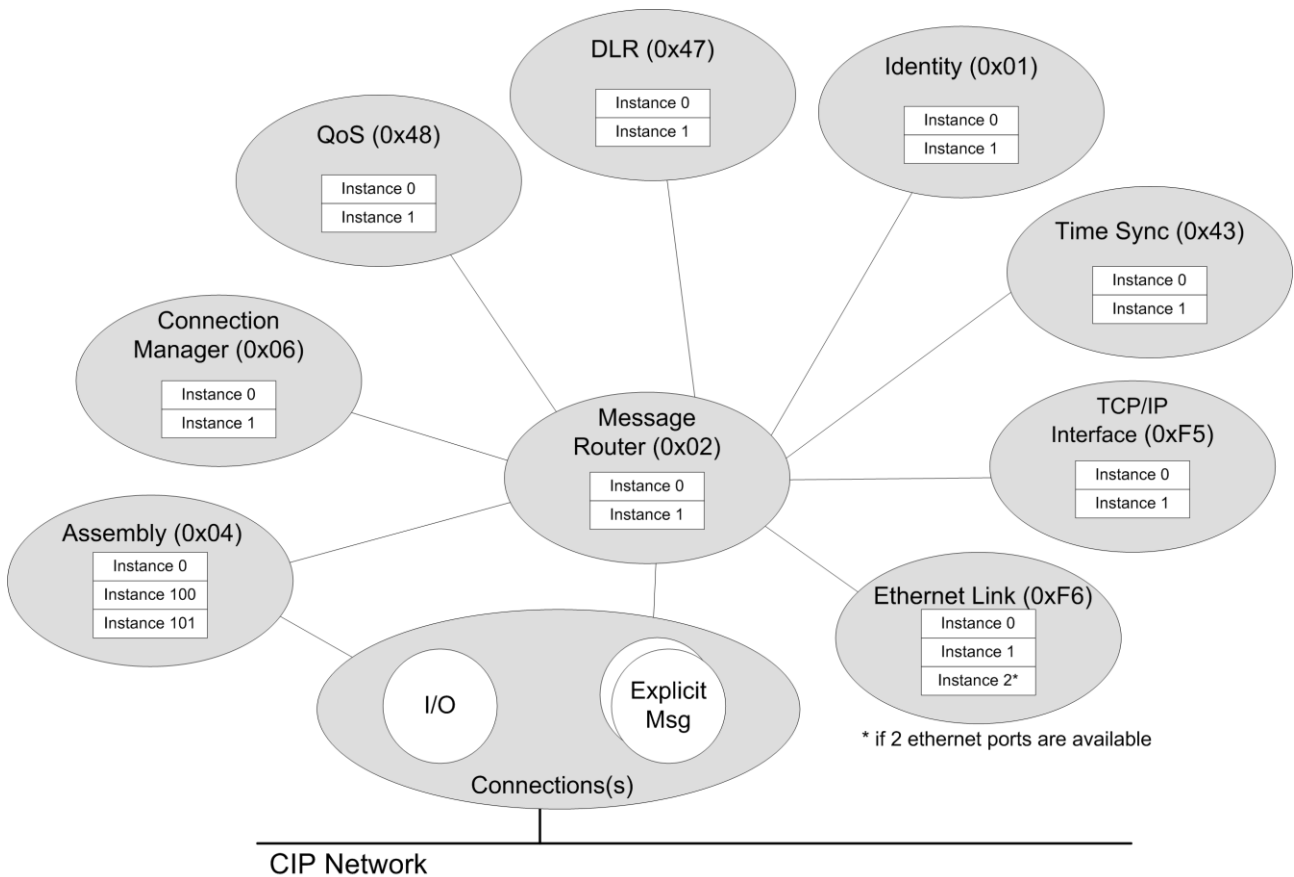 DLR (0x47)
Instance 0
Instance 1
Identity (0x01)
Instance 0
Instance 1
QoS (0x48)
Instance 0
Instance 1
Time Sync (0x43)
Instance 0
Instance 1
Connection
Manager (0x06)
Instance 0
Instance 1
Message
Router (0x02)
Instance 0
Instance 1
TCP/IP
Interface (0xF5)
Instance 0
Instance 1
Assembly (0x04)
Instance 0
Instance 100
Instance 101
Ethernet Link (0xF6)
Instance 0
Instance 1
Instance 2*
* if 2 ethernet ports are available
I/O
Explicit
Msg
Connections(s)
CIP Network